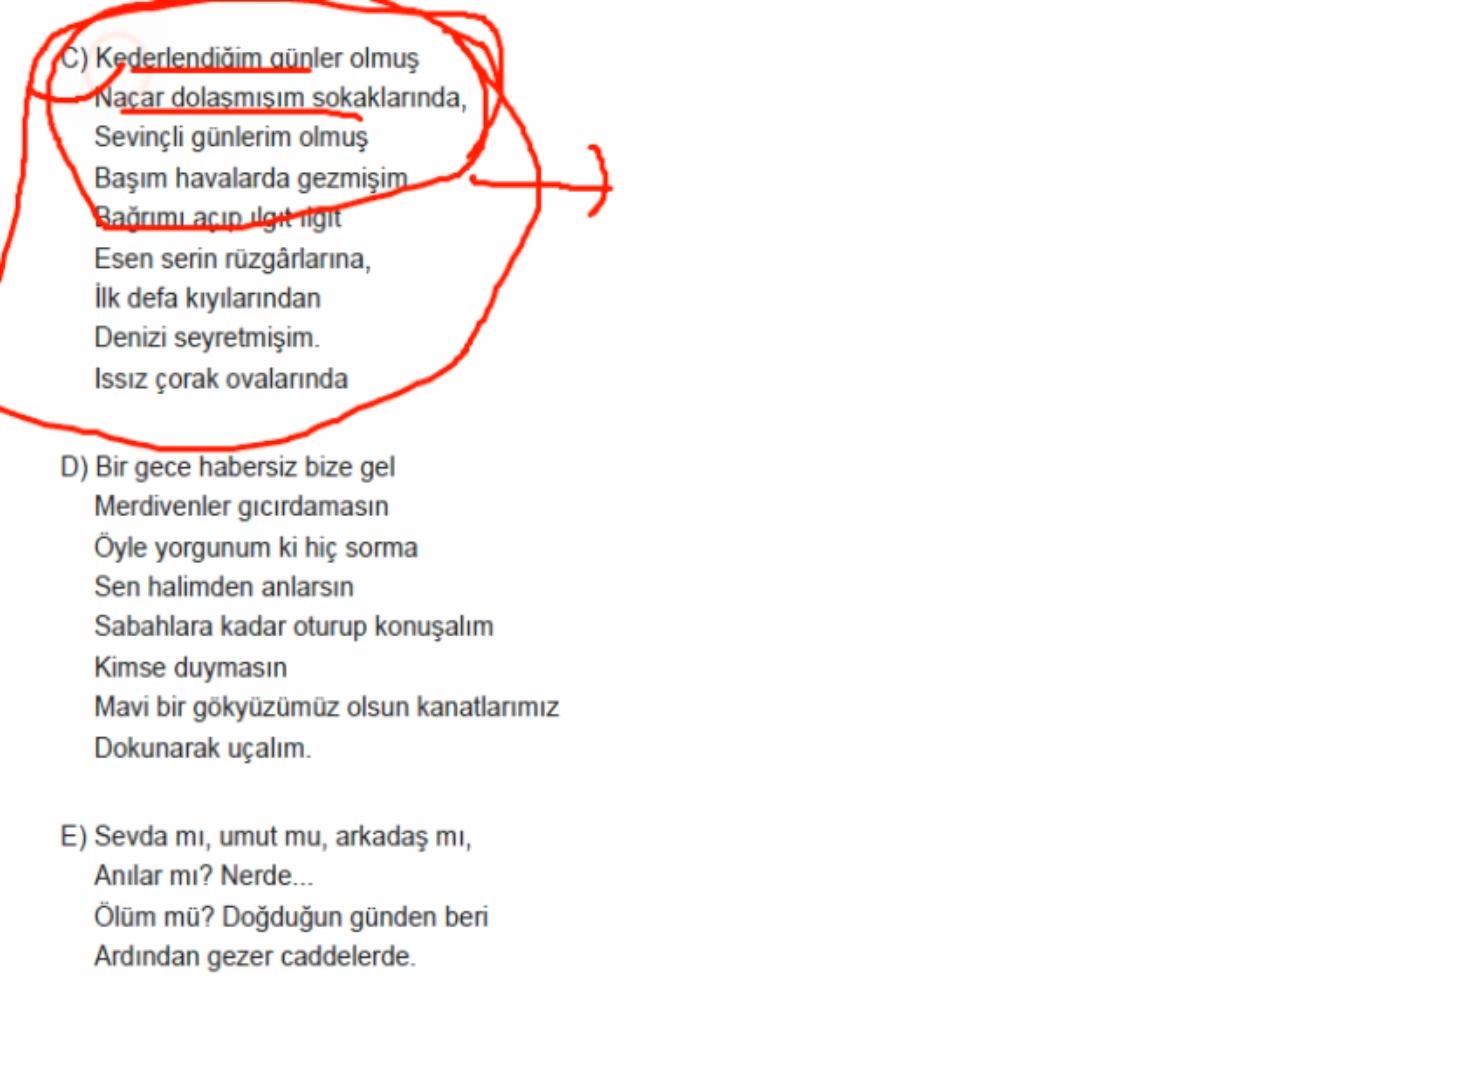 C) Kederlendiğim günler olmuş
Naçar dolaşmışım sokaklarında,
Sevinçli günlerim olmuş
Başım havalarda gezmişim
Bağrımı açıp ılgıt ılgıt
Esen serin rüzgârlarına,
İlk defa kıyılarından
Denizi seyretmişim.
Issız çorak ovalarında
D) Bir gece habersiz bize gel
Merdivenler gıcırdamasın
Öyle yorgunum ki hiç sorma
Sen halimden anlarsın
Sabahlara kadar oturup konuşalım
Kimse duymasın
Mavi bir gökyüzümüz olsun kanatlarımız
Dokunarak uçalım.
E) Sevda mı, umut mu, arkadaş mı,
Anılar mı? Nerde...
Ölüm mü? Doğduğun günden beri
Ardından gezer caddelerde.